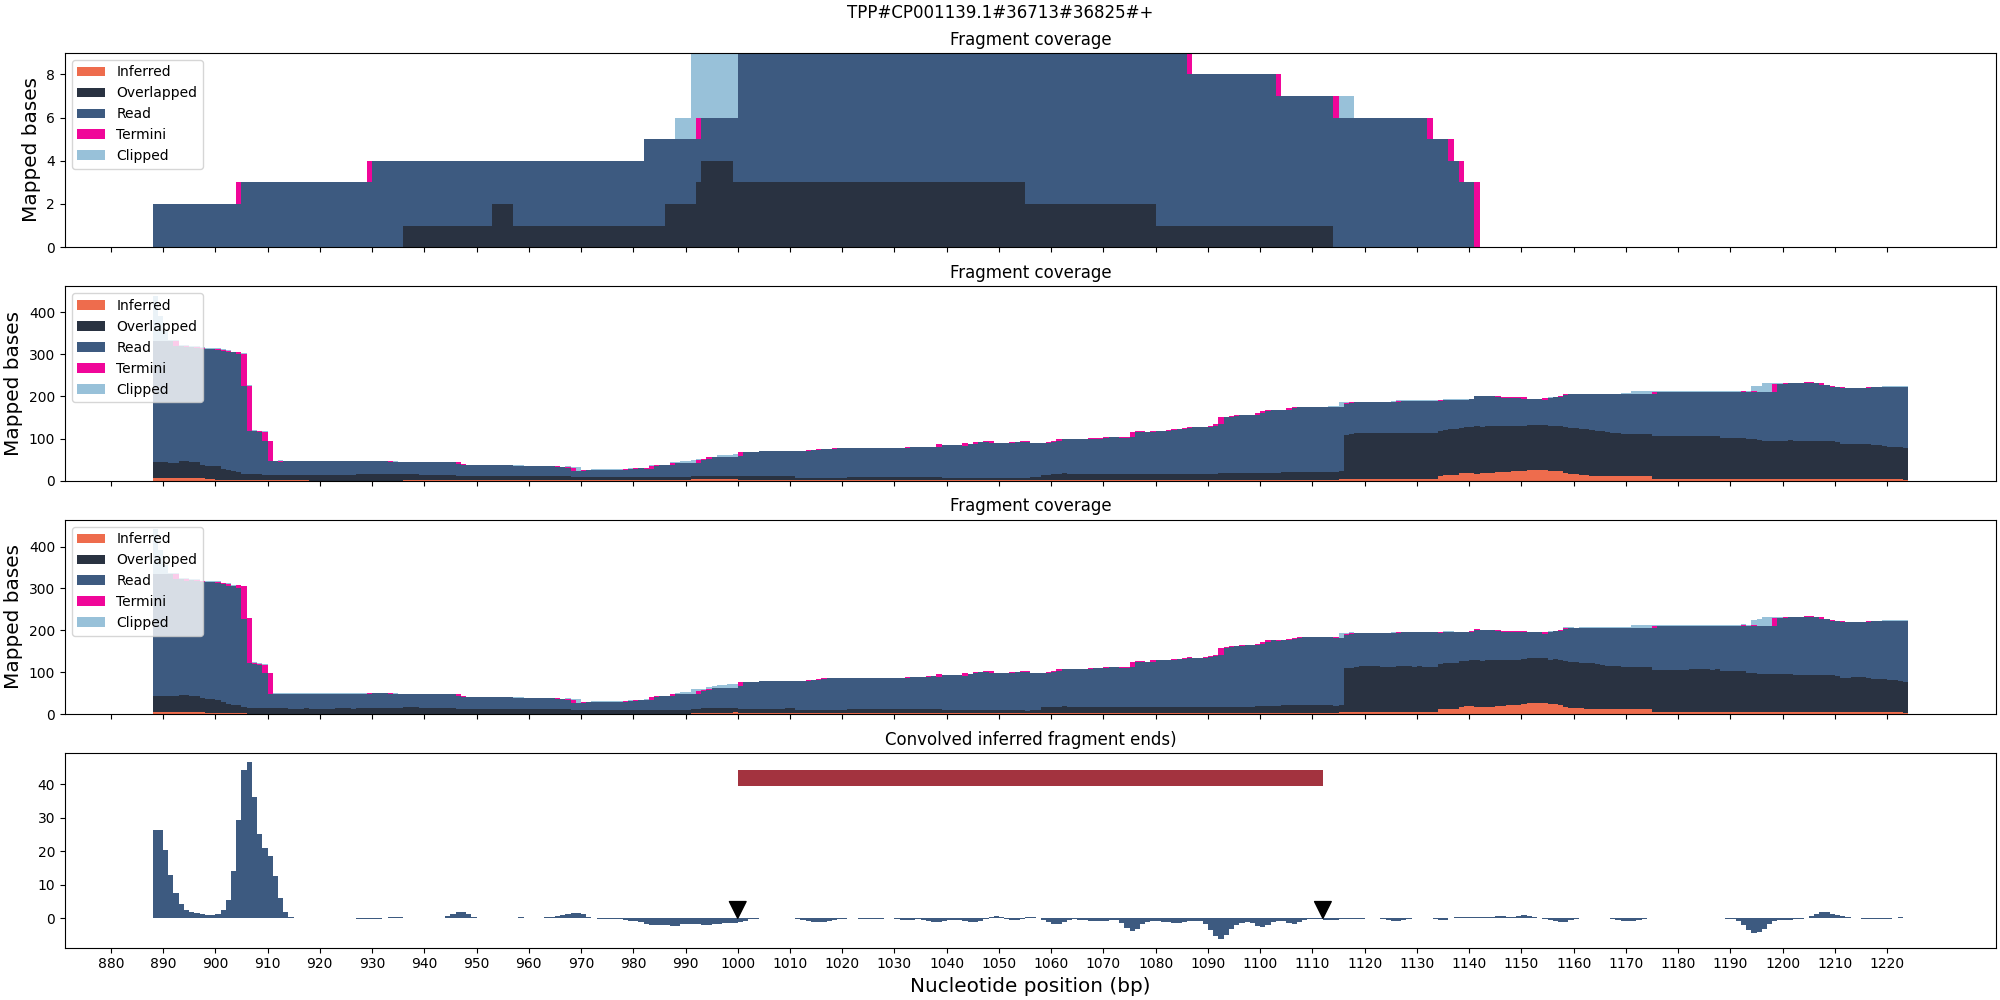 TPP#CP001139.1#36713#36825#+
Fragment coverage
Mapped bases
8
6
4
2
0
Inferred
Overlapped
Read
Termini
Clipped
Fragment coverage
Mapped bases
400
300
200
100
0
Inferred
Overlapped
Read
Termini
Clipped
Fragment coverage
Mapped bases
400
300
200
100
0
Inferred
Overlapped
Read
Termini
Clipped
Convolved inferred fragment ends)
40
30
20
10
0
880 890 900 910 920 930 940 950 960 970 980 990 1000 1010 1020 1030 1040 1050 1060 1070 1080 1090 1100 1110 1120 1130 1140 1150 1160 1170 1180 1190 1200 1210 1220
Nucleotide position (bp)